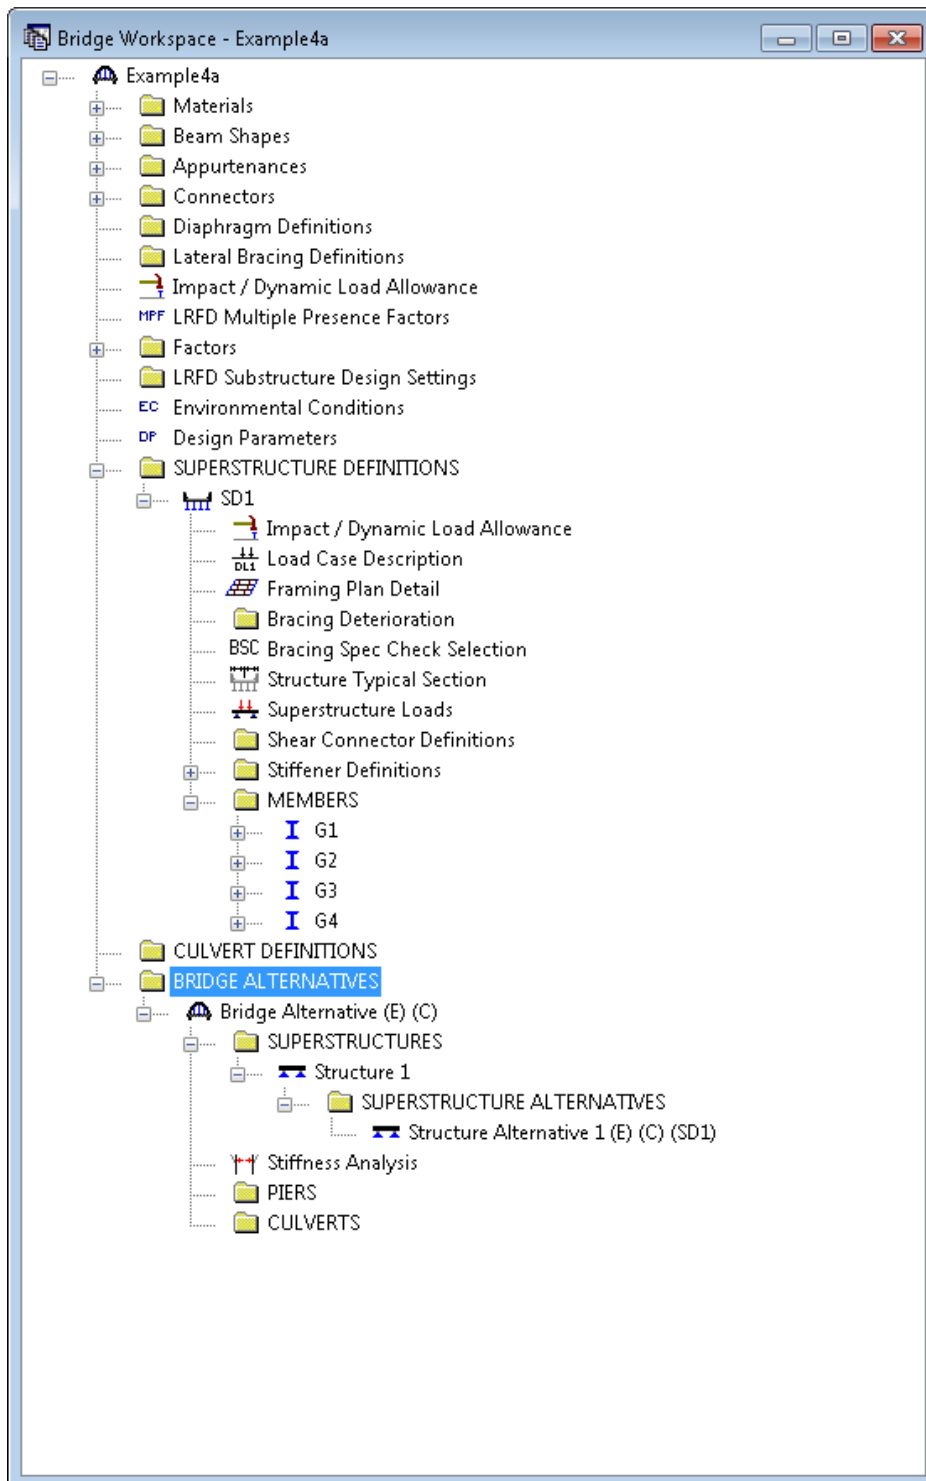 Bridge Workspace - Example4a
Example4a
Materials
Beam Shapes
Appurtenances
Connectors
Diaphragm Definitions
Lateral Bracing Definitions
Impact / Dynamic Load Allowance
MPF LRFD Multiple Presence Factors
Factors
LRFD Substructure Design Settings
EC Environmental Conditions
DP Design Parameters
SUPERSTRUCTURE DEFINITIONS
SD1
Impact / Dynamic Load Allowance
DL1 Load Case Description
Framing Plan Detail
Bracing Deterioration
BSC Bracing Spec Check Selection
Structure Typical Section
Superstructure Loads
Shear Connector Definitions
Stiffener Definitions
MEMBERS
G1
G2
G3
G4
CULVERT DEFINITIONS
BRIDGE ALTERNATIVES
Bridge Alternative (E) (C)
SUPERSTRUCTURES
Structure 1
SUPERSTRUCTURE ALTERNATIVES
Structure Alternative 1 (E) (C) (SD1)
Stiffness Analysis
PIERS
CULVERTS